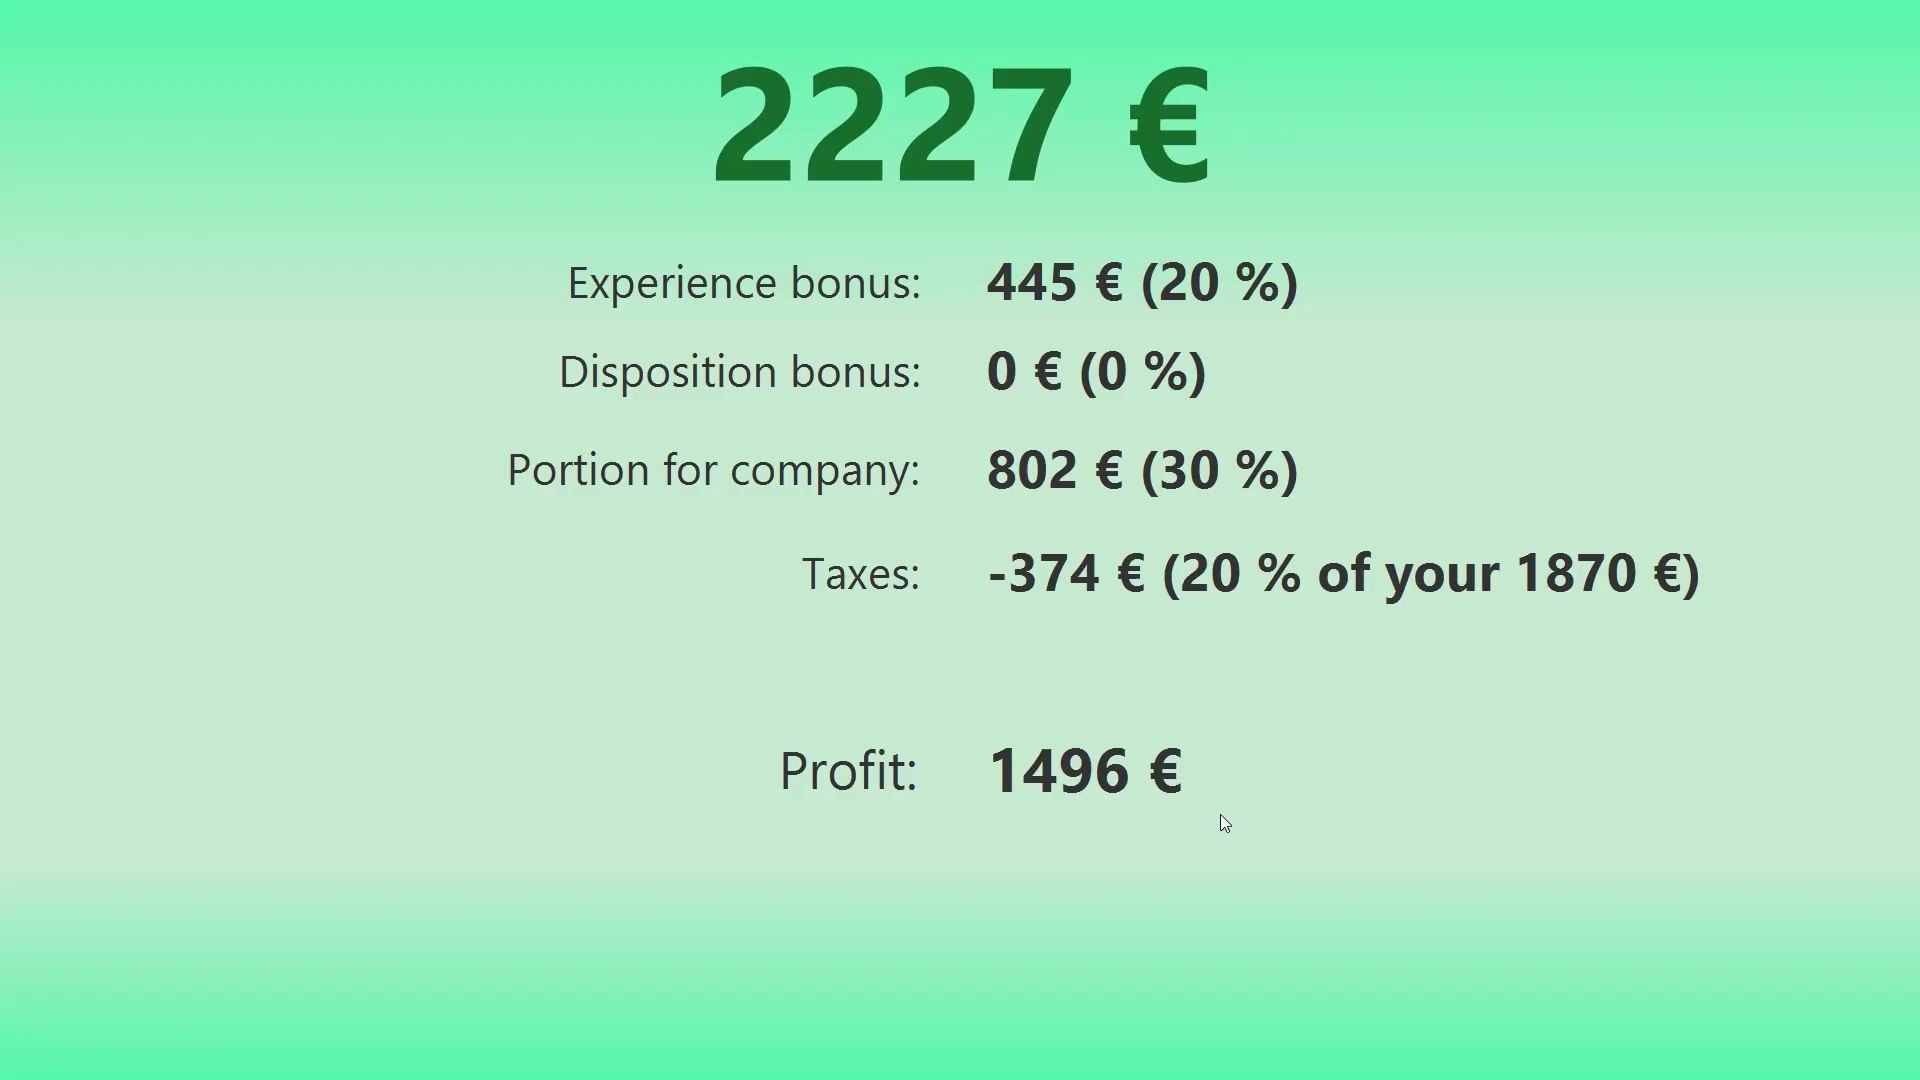 2227 €
Experience bonus: 445 € (20 %)
Disposition bonus: 0 € (0 %)
Portion for company: 802 € (30 %)
Taxes: -374 € (20 % of your 1870 €)
Profit: 1496 €